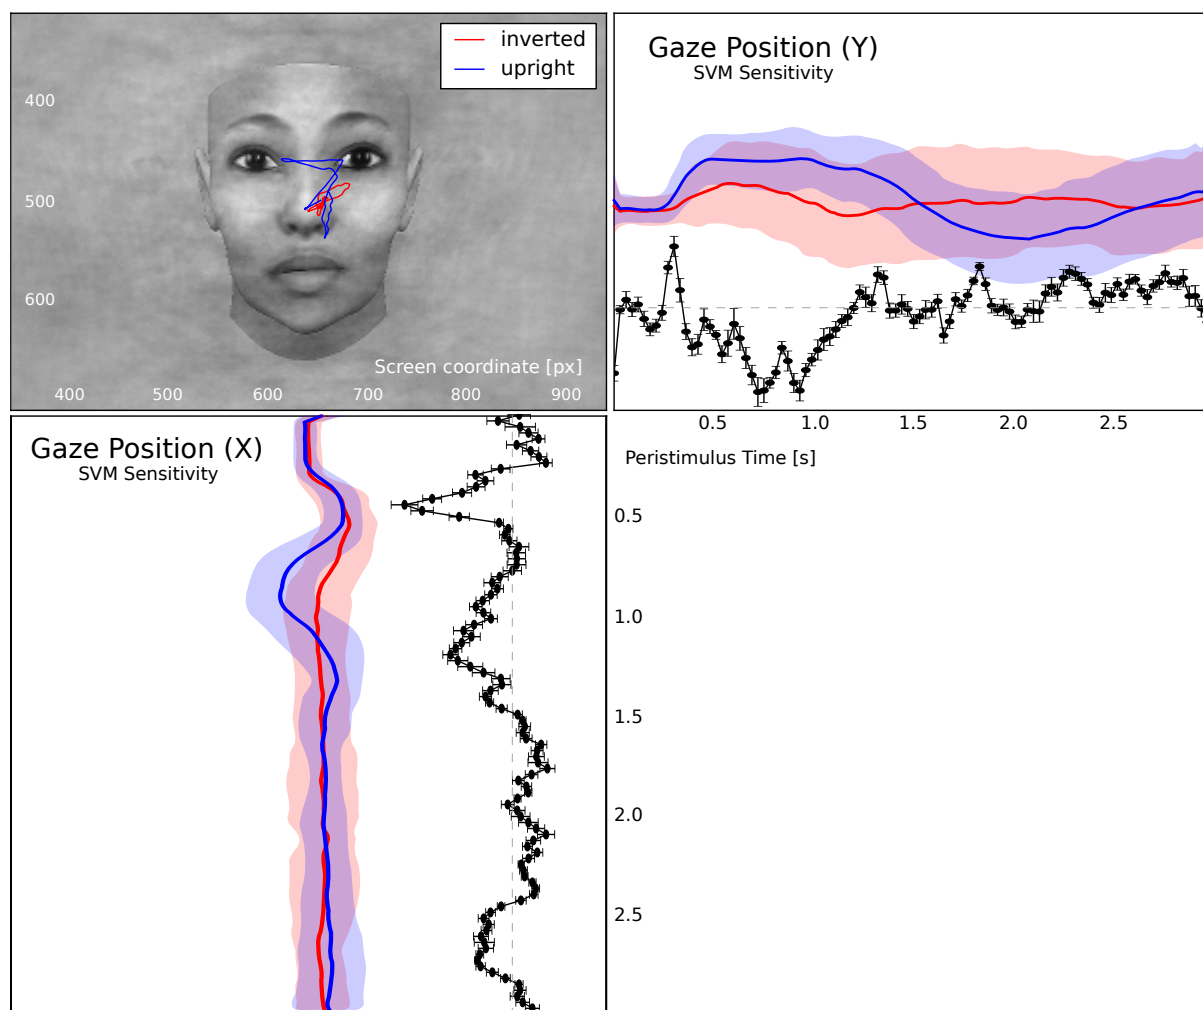 inverted
upright
400
500
600
Screen coordinate [px]
400 500 600 700 800 900
Gaze Position (Y)
SVM Sensitivity
0.5 1.0 1.5 2.0 2.5
Peristimulus Time [s]
Gaze Position (X)
SVM Sensitivity
0.5
1.0
1.5
2.0
2.5